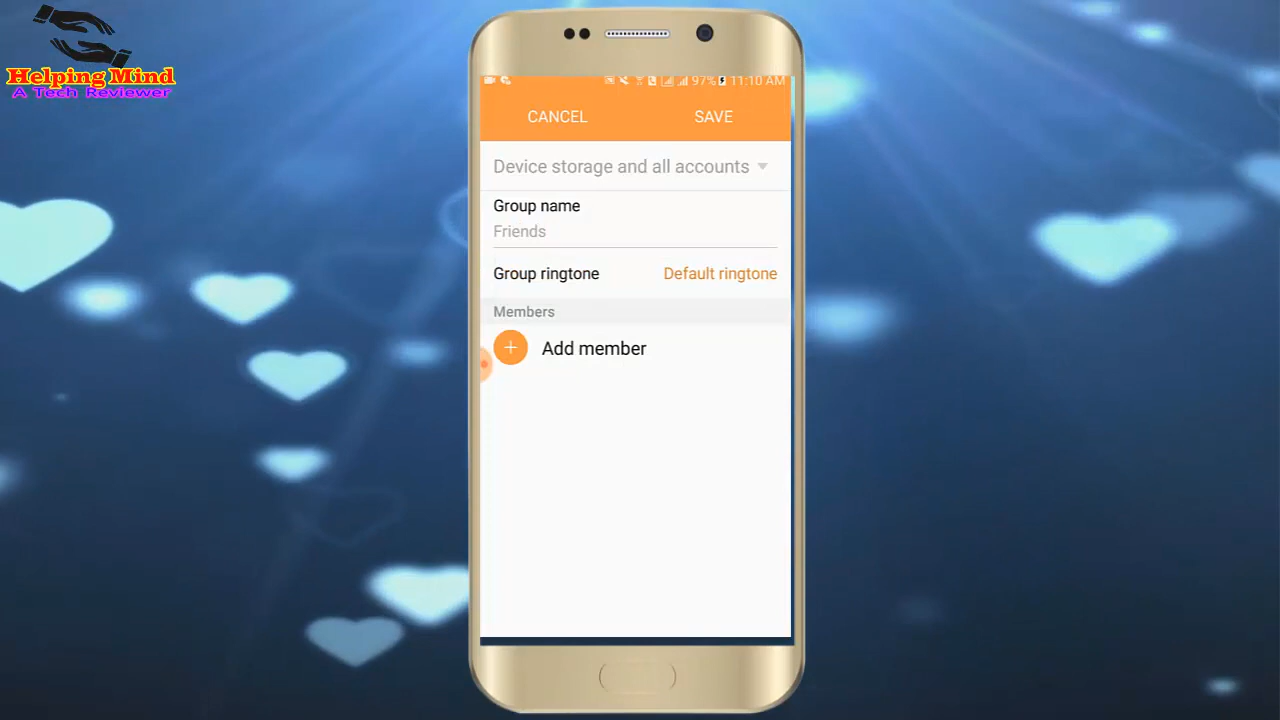 Helping Mind
A Tech Reviewer
97% 11:10 AM
CANCEL SAVE
Device storage and all accounts
Group name
Friends
Group ringtone Default ringtone
Members
Add member